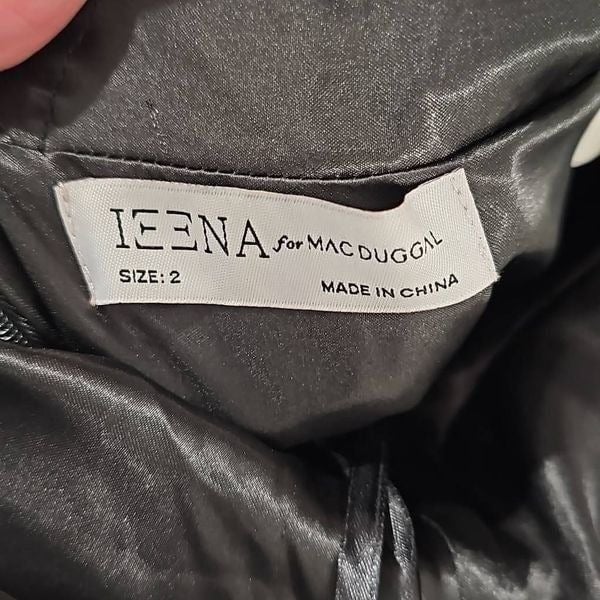 IEENA for MAC DUGGAL
SIZE: 2
MADE IN CHINA